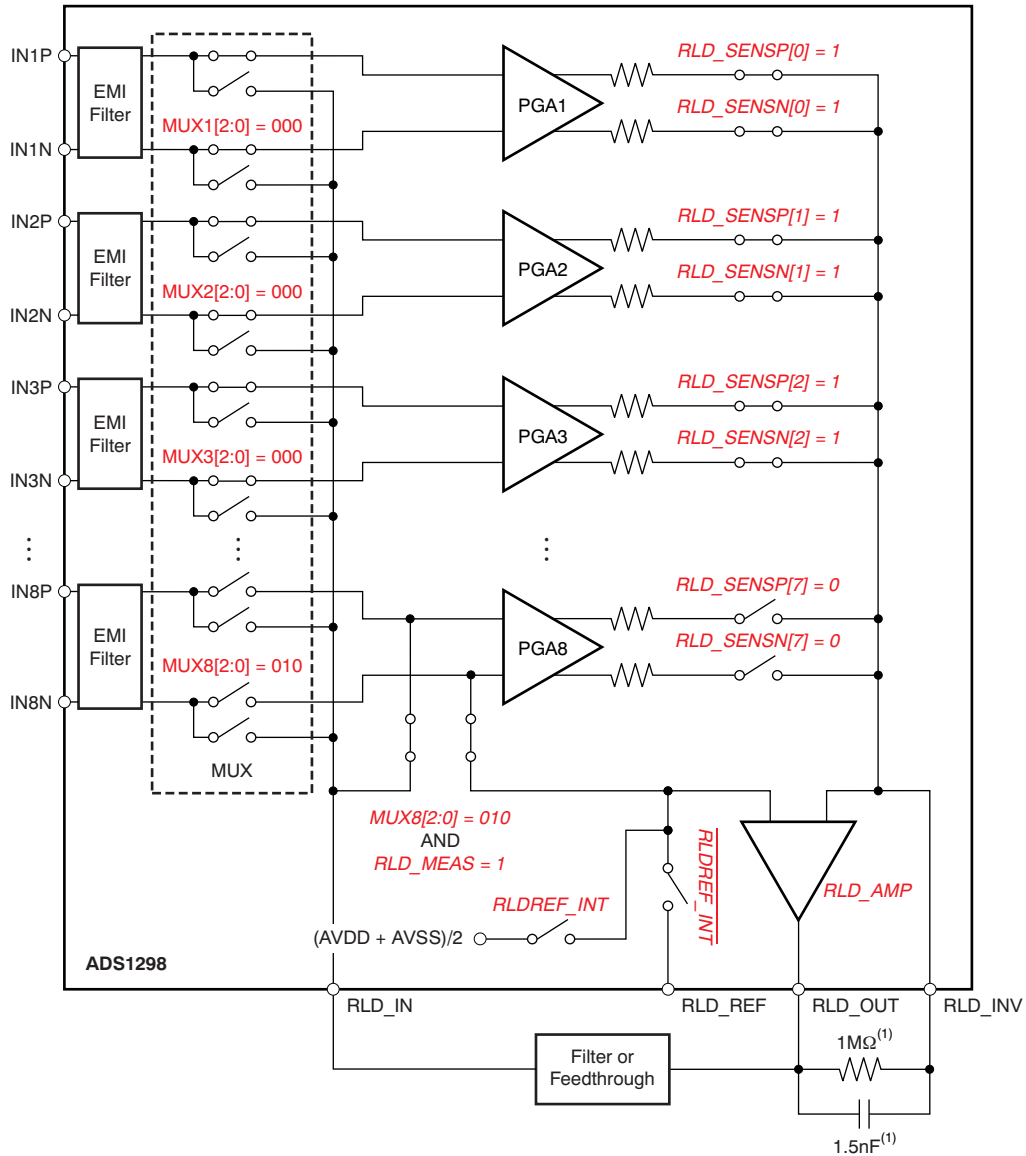 IN1P
EMI
Filter
IN1N
MUX1[2:0] = 000
PGA1
RLD_SENSP[0] = 1
RLD_SENSN[0] = 1
IN2P
EMI
Filter
IN2N
MUX2[2:0] = 000
PGA2
RLD_SENSP[1] = 1
RLD_SENSN[1] = 1
IN3P
EMI
Filter
IN3N
MUX3[2:0] = 000
PGA3
RLD_SENSP[2] = 1
RLD_SENSN[2] = 1
IN8P
EMI
Filter
IN8N
MUX8[2:0] = 010
MUX
PGA8
RLD_SENSP[7] = 0
RLD_SENSN[7] = 0
MUX8[2:0] = 010
AND
RLD_MEAS = 1
RLDREF_INT
(AVDD + AVSS)/2
RLDREF_INT
RLD_AMP
ADS1298
RLD_IN
RLD_REF
RLD_OUT
RLD_INV
Filter or
Feedthrough
1MΩ(1)
1.5nF(1)